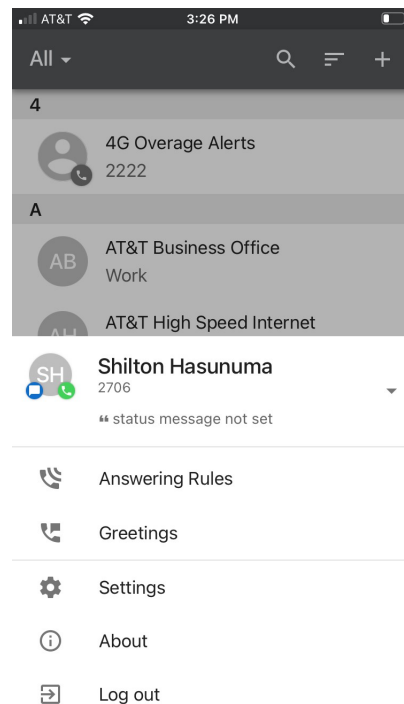 AT&T
3:26 PM
All
4
4G Overage Alerts
2222
A
AB
AT&T Business Office
Work
AH
AT&T High Speed Internet
SH
Shilton Hasunuma
2706
❝ status message not set
Answering Rules
Greetings
Settings
About
Log out